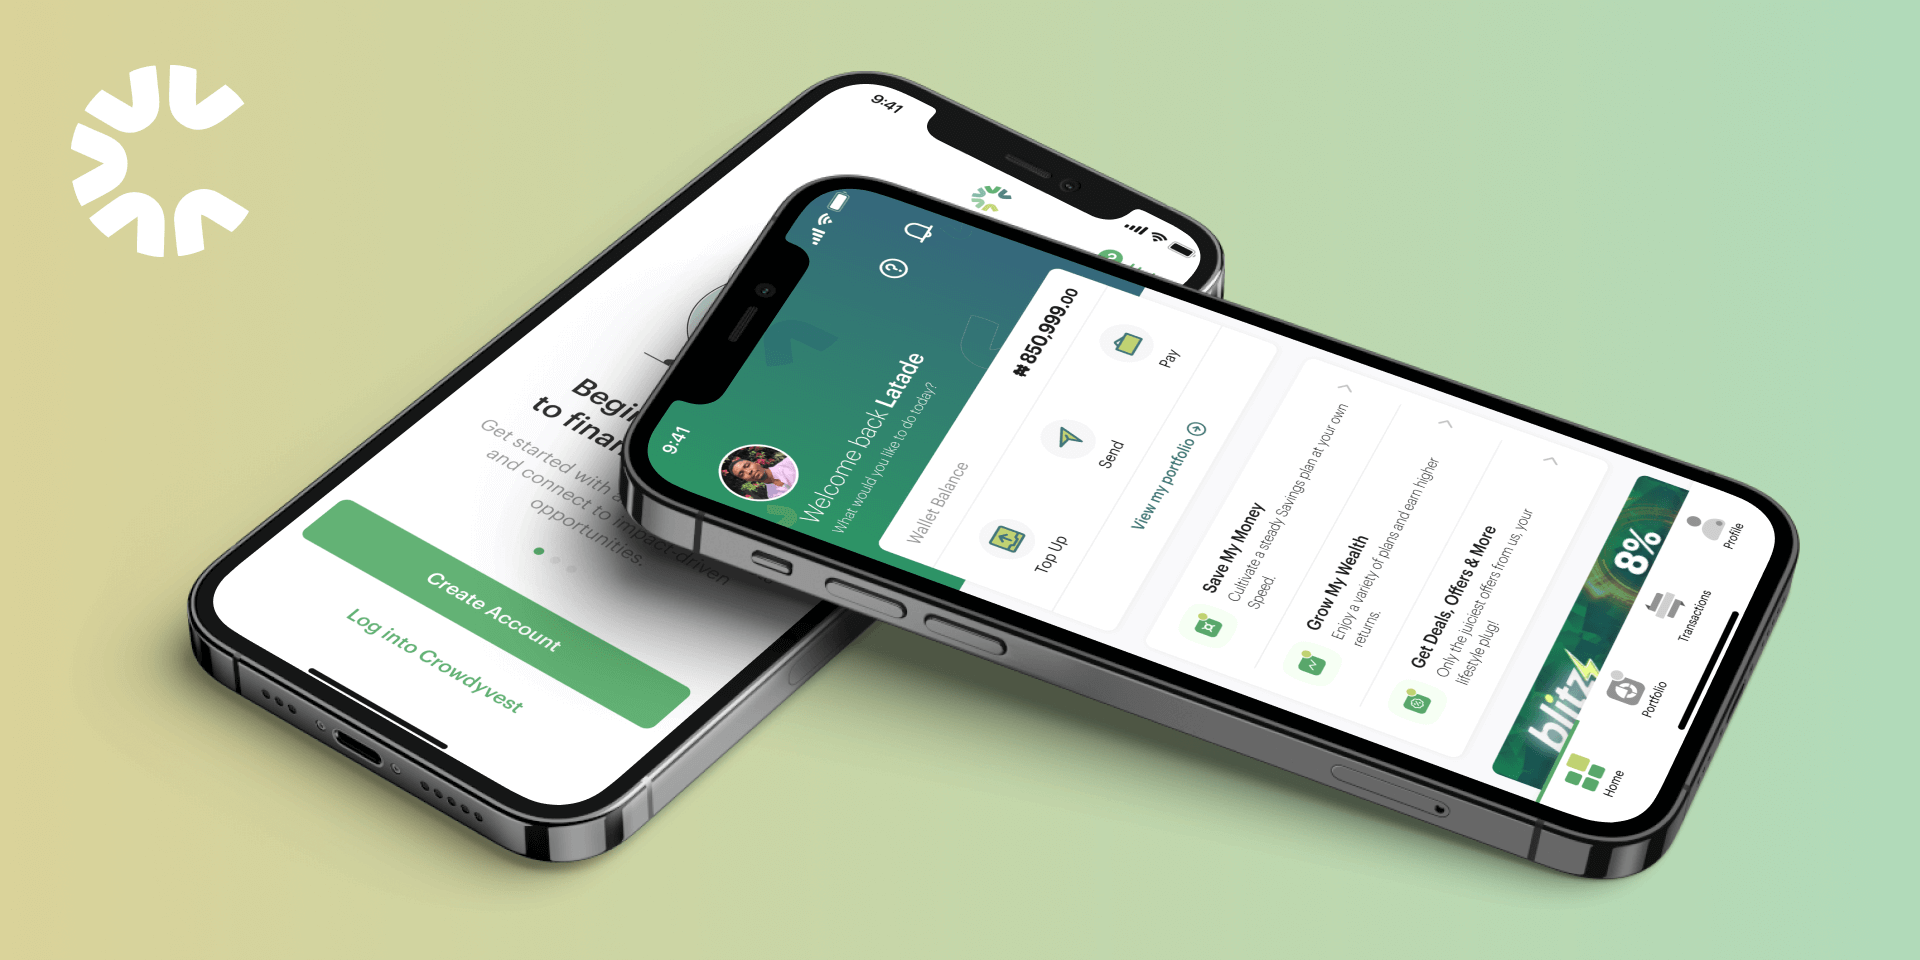 9:41
Begin
to finan
Get started with a
and connect to impact-driven
opportunities.
Create Account
Log into Crowdyvest
9:41
Welcome back Latade
What would you like to do today?
Wallet Balance
₦850,999.00
Top Up
Send
Pay
View my portfolio
Save My Money
Cultivate a steady Savings plan at your own
Speed.
Grow My Wealth
Enjoy a variety of plans and earn higher
returns.
Get Deals, Offers & More
Only the juiciest offers from us, your
lifestyle plug!
blitz
8%
Home
Portfolio
Transactions
Profile